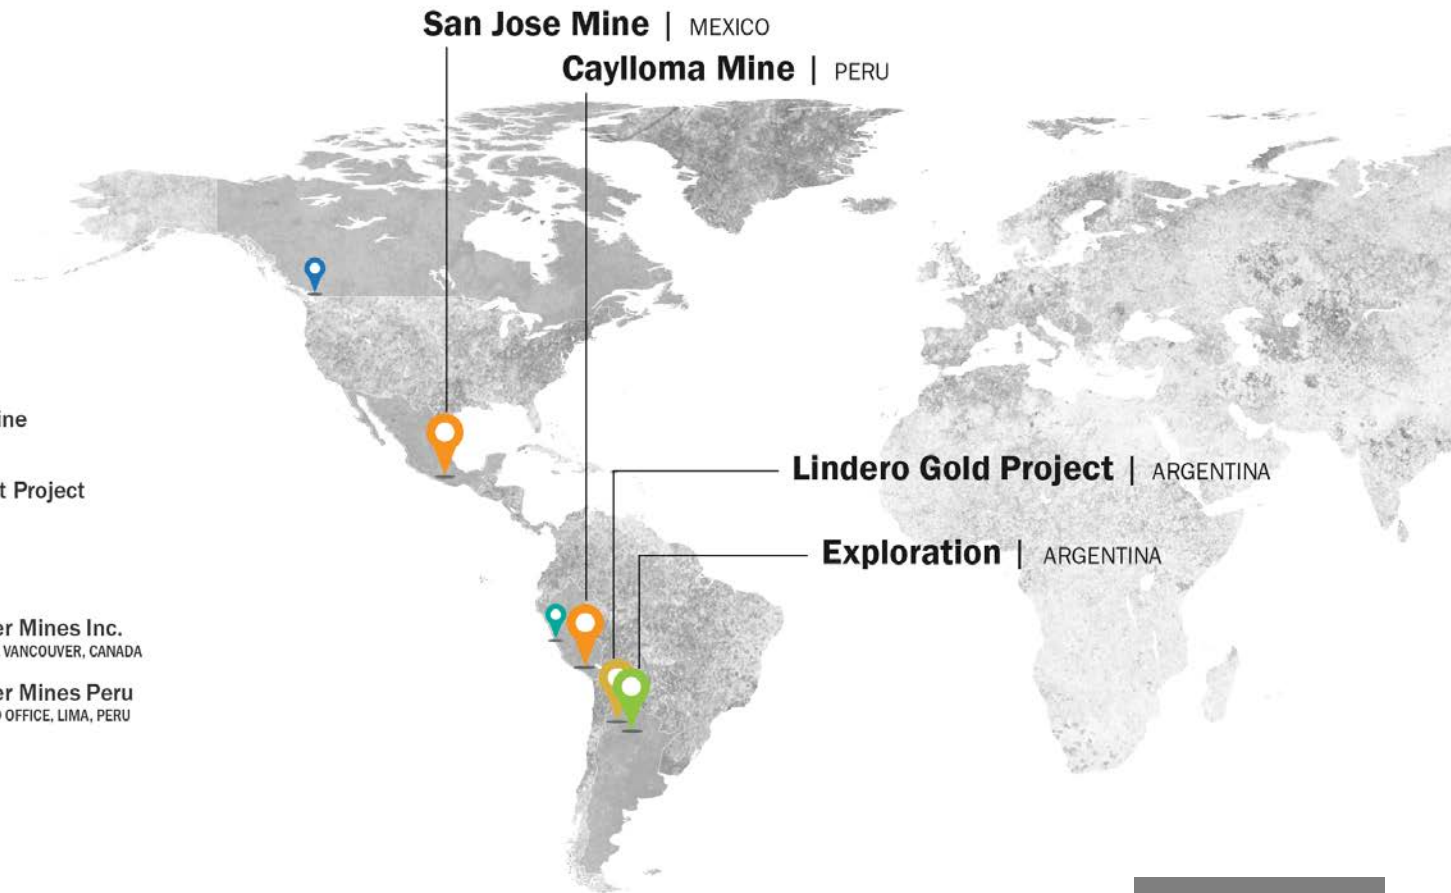 San Jose Mine | MEXICO
Caylloma Mine | PERU
ine
t Project
Lindero Gold Project | ARGENTINA
Exploration | ARGENTINA
er Mines Inc.
, VANCOUVER, CANADA
er Mines Peru
OFFICE, LIMA, PERU